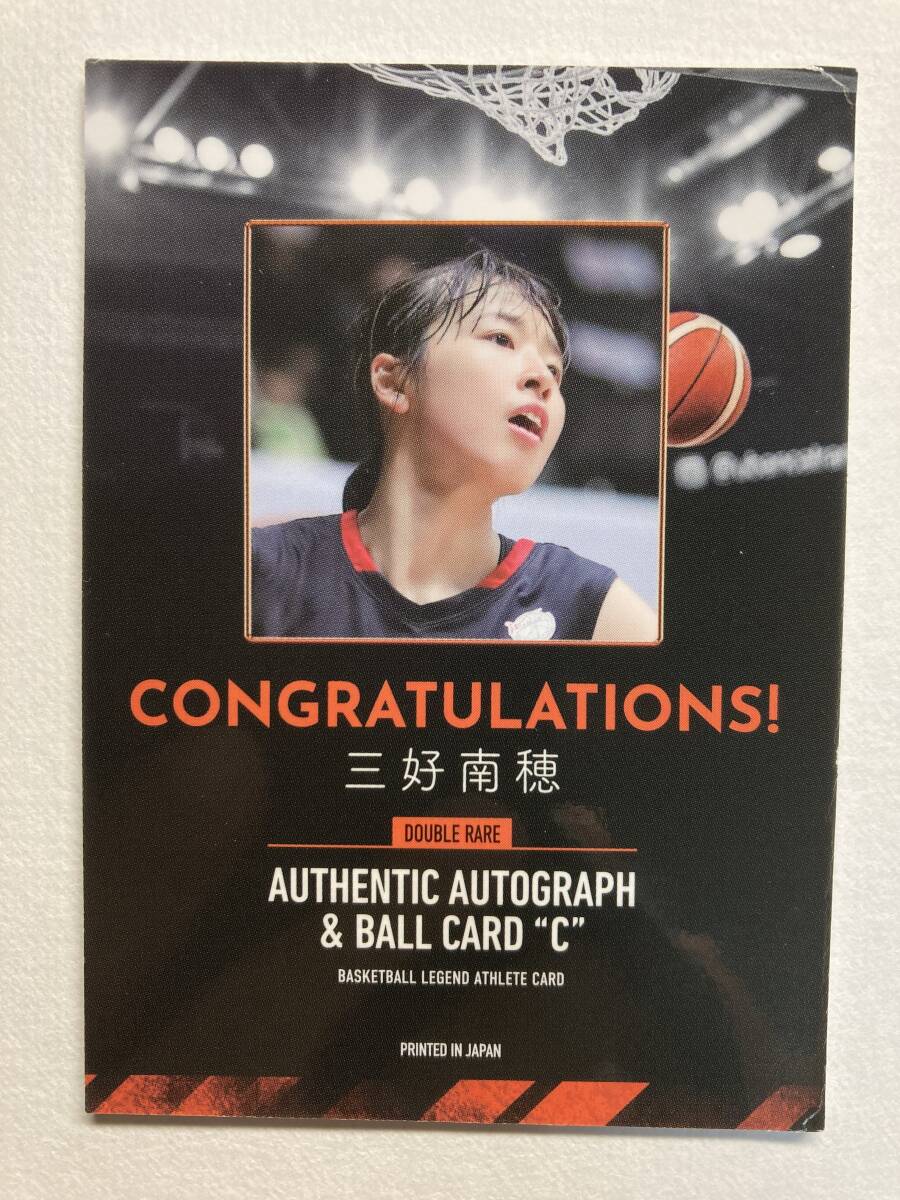 CONGRATULATIONS!
三好南穂
DOUBLE RARE
AUTHENTIC AUTOGRAPH
& BALL CARD “C”
BASKETBALL LEGEND ATHLETE CARD
PRINTED IN JAPAN